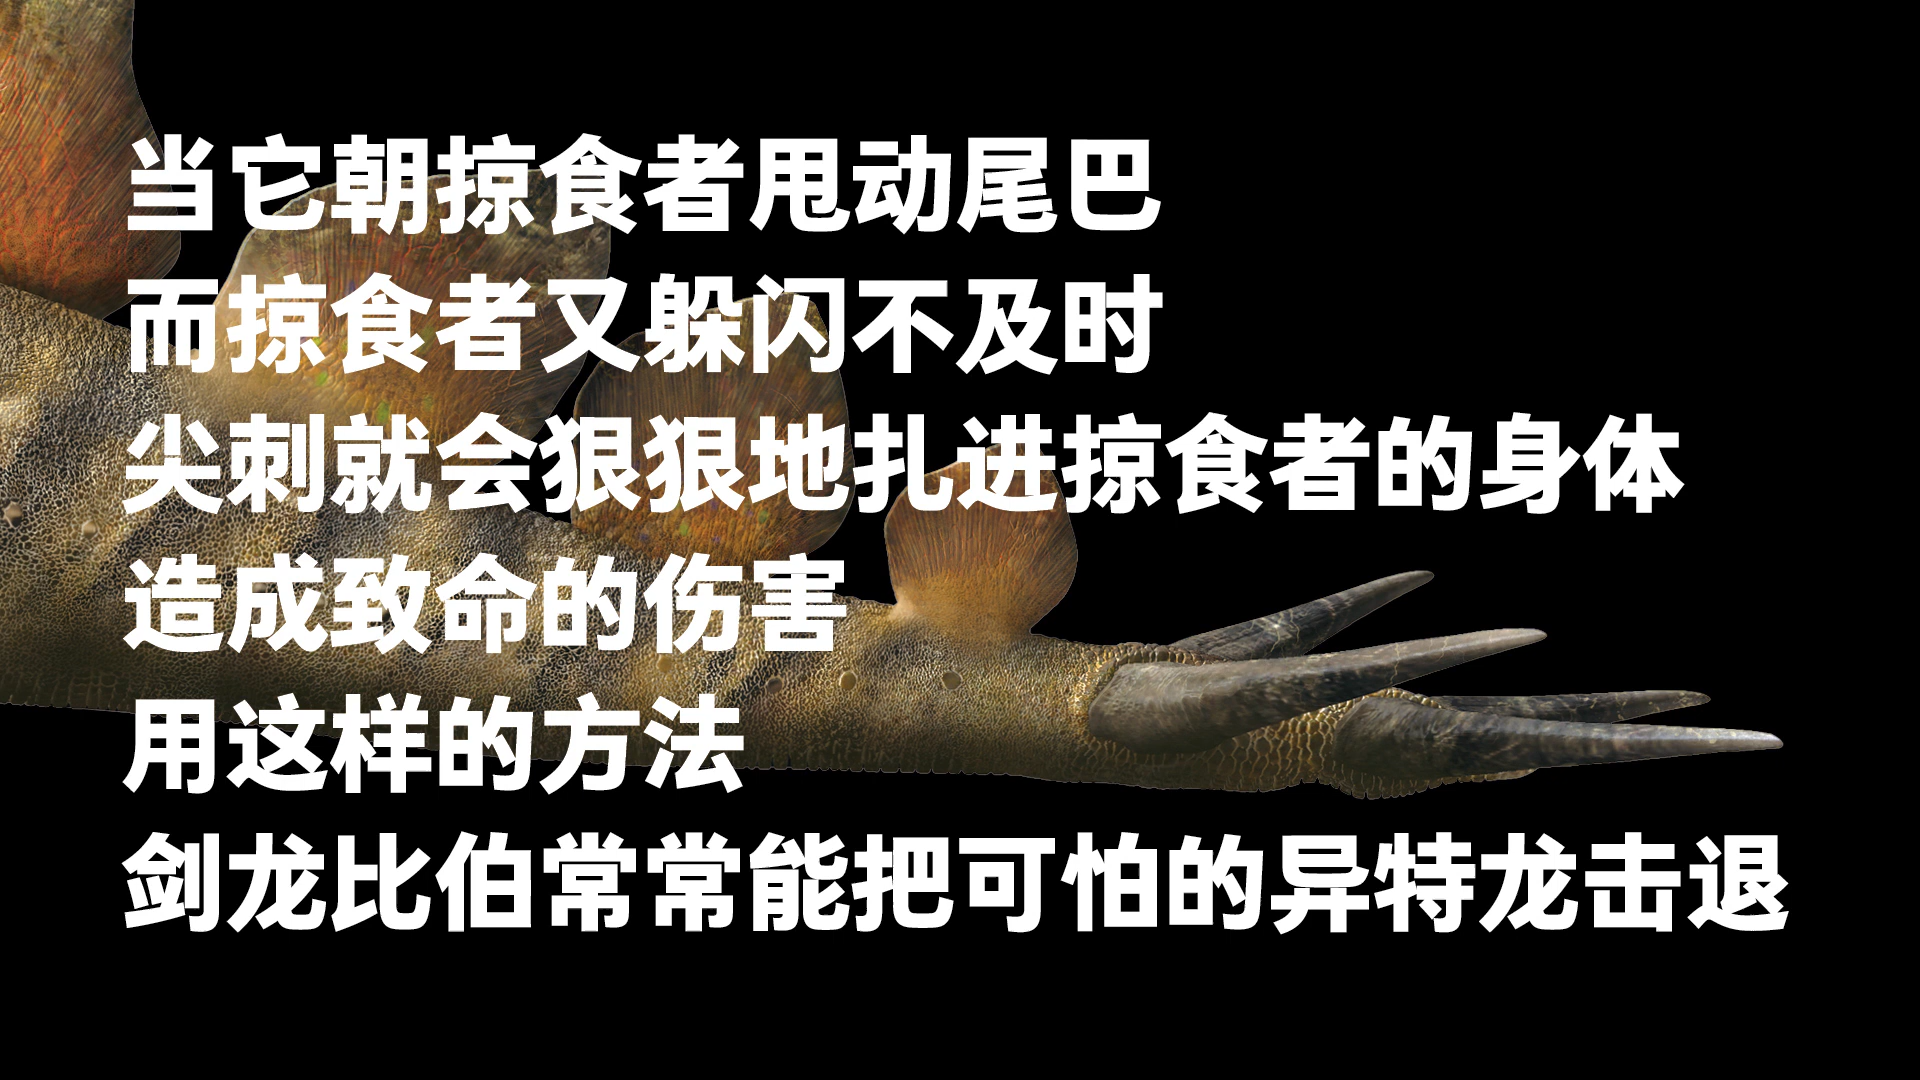 当它朝掠食者甩动尾巴
而掠食者又躲闪不及时
尖刺就会狠狠地扎进掠食者的身体
造成致命的伤害
用这样的方法
剑龙比伯常常能把可怕的异特龙击退